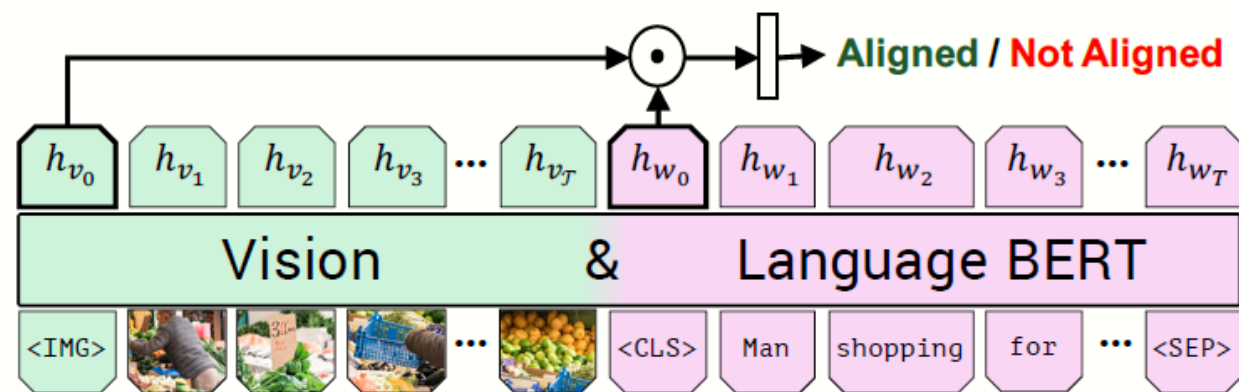 Aligned / Not Aligned
h_{v_0} h_{v_1} h_{v_2} h_{v_3} ... h_{v_𝒯} h_{w_0} h_{w_1} h_{w_2} h_{w_3} ... h_{w_T}
Vision & Language BERT
<IMG> ... <CLS> Man shopping for ... <SEP>